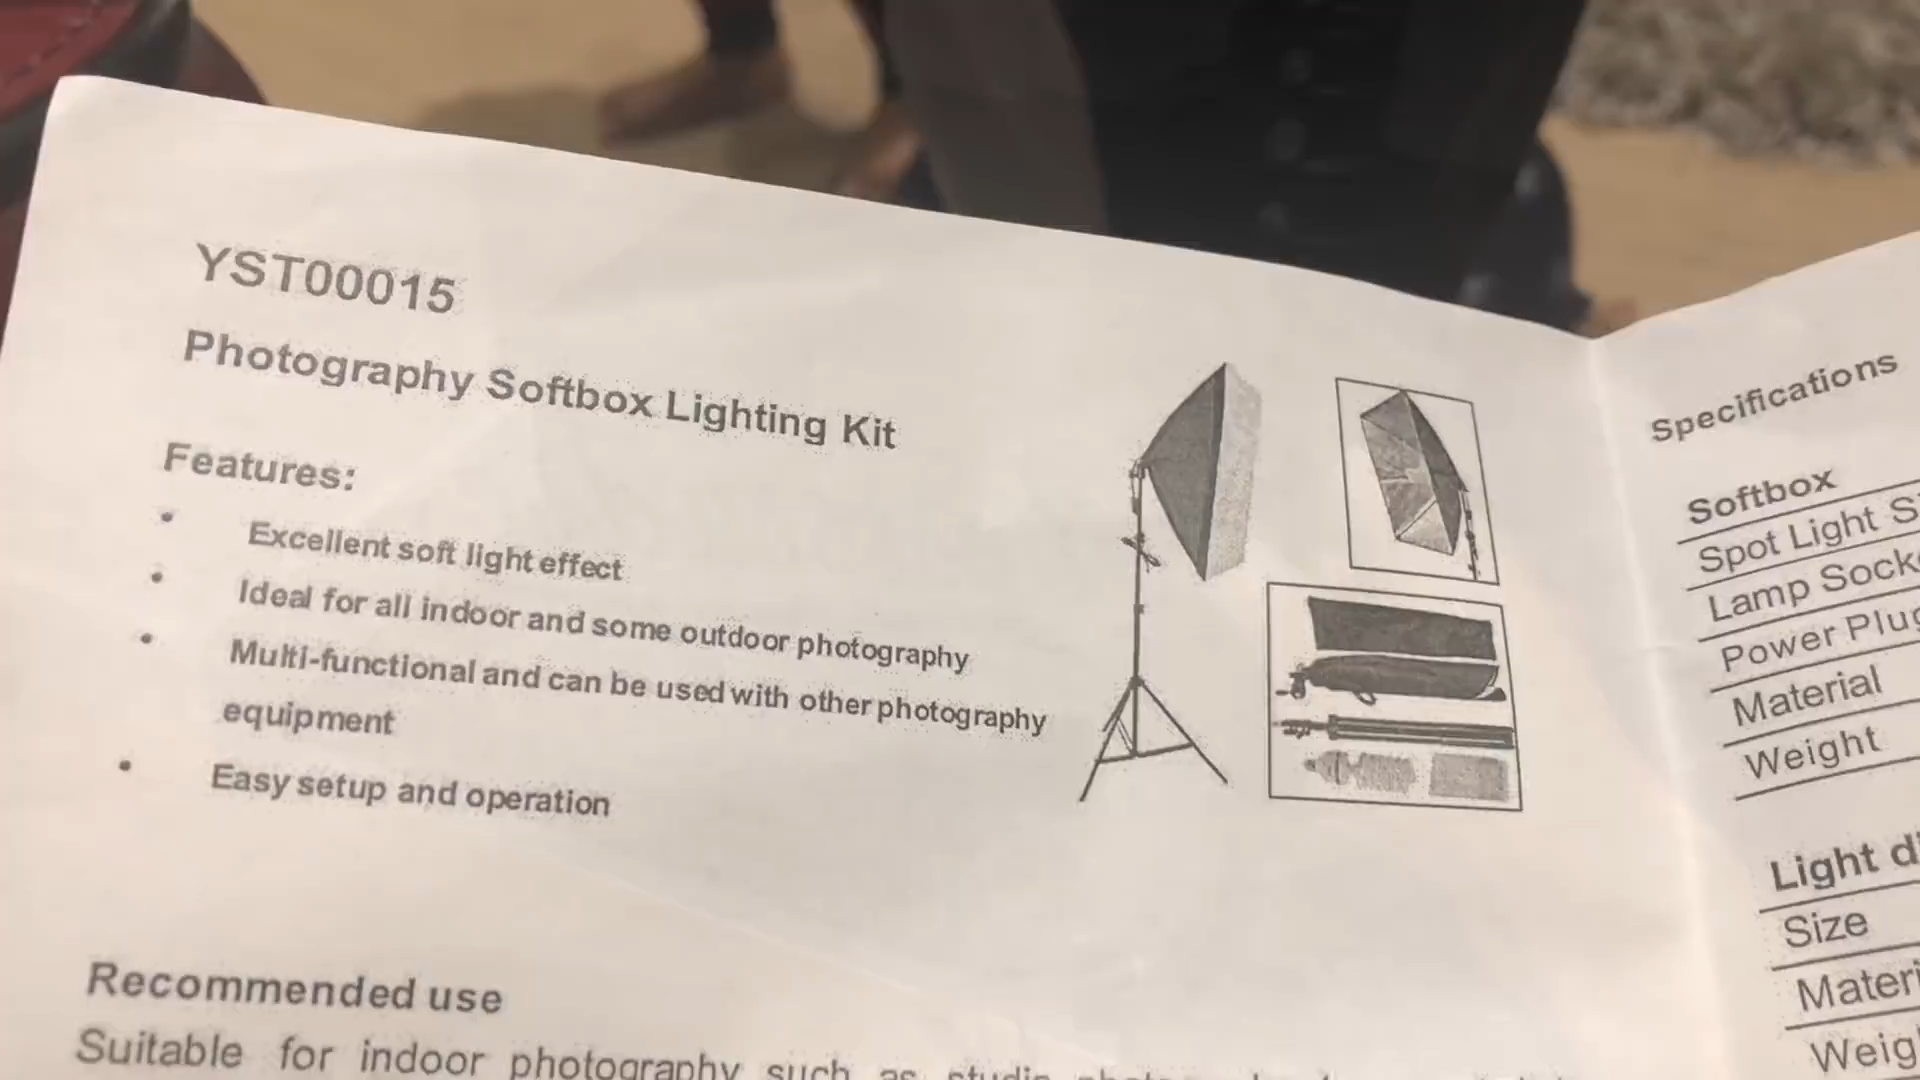 YST00015
Photography Softbox Lighting Kit
Features:
• Excellent soft light effect
• Ideal for all indoor and some outdoor photography
• Multi-functional and can be used with other photography
equipment
• Easy setup and operation
Recommended use
Suitable for indoor photography such as
Specifications
Softbox
Spot Light
Lamp
Power
Material
Weight
Light
Size